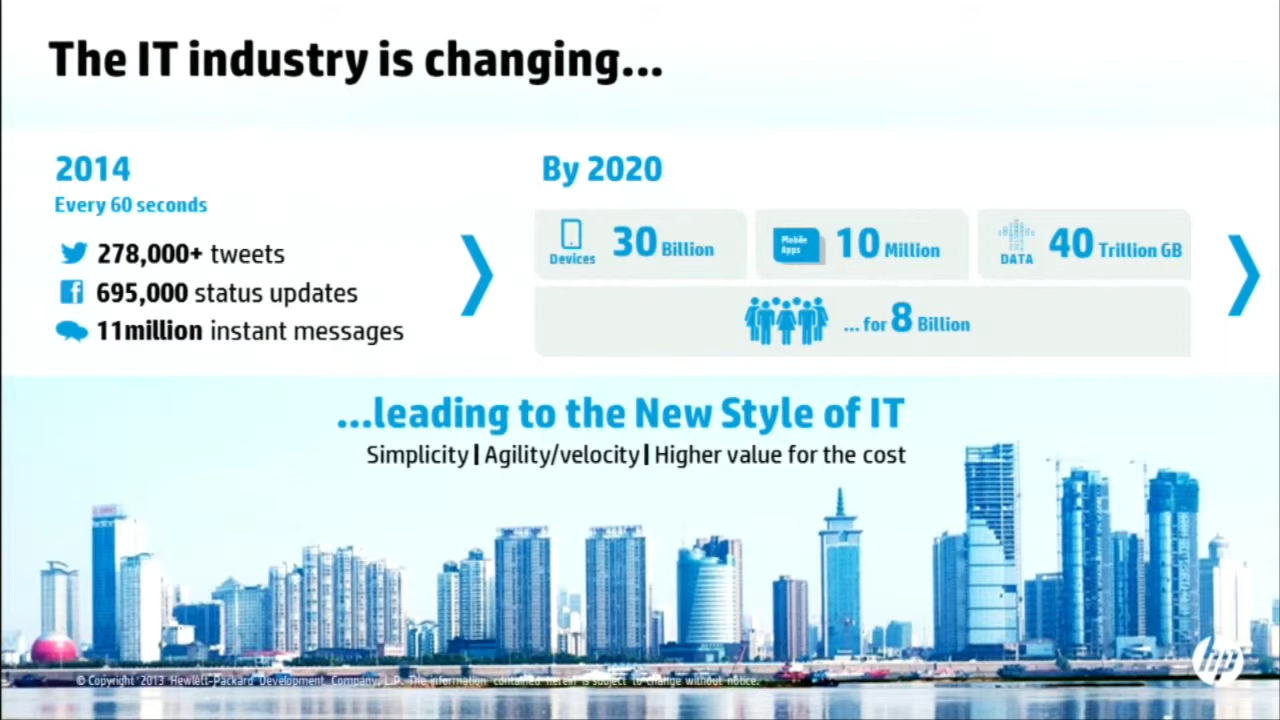 The IT industry is changing...
2014
Every 60 seconds
278,000+ tweets
695,000 status updates
11million instant messages
By 2020
Devices
30 Billion
Mobile
Apps
10 Million
DATA
40 Trillion GB
... for 8 Billion
...leading to the New Style of IT
Simplicity | Agility/velocity | Higher value for the cost
© Copyright 2013 Hewlett-Packard Development Company, L.P. The information contained herein is subject to change without notice.
hp